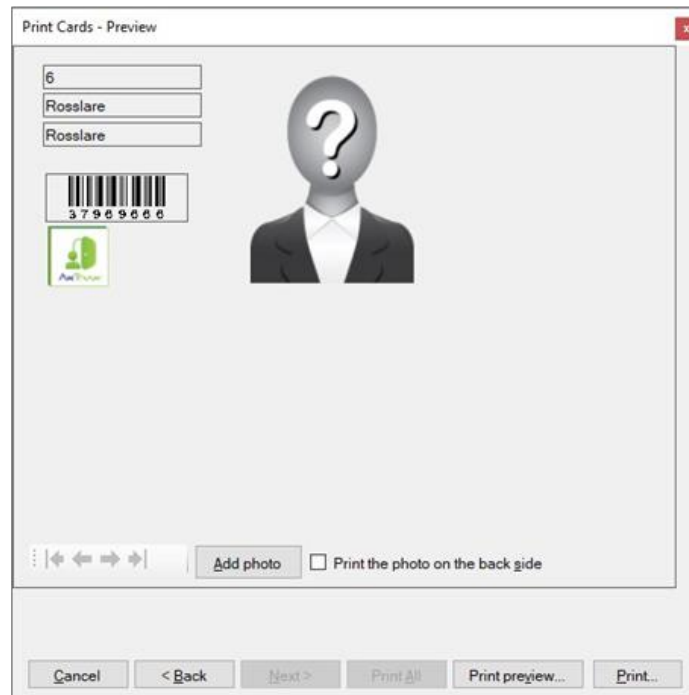 Print Cards - Preview
x
6
Rosslare
Rosslare
37969666
AxTraxNG
?
Add photo
Print the photo on the back side
Cancel
< Back
Next >
Print All
Print preview...
Print...